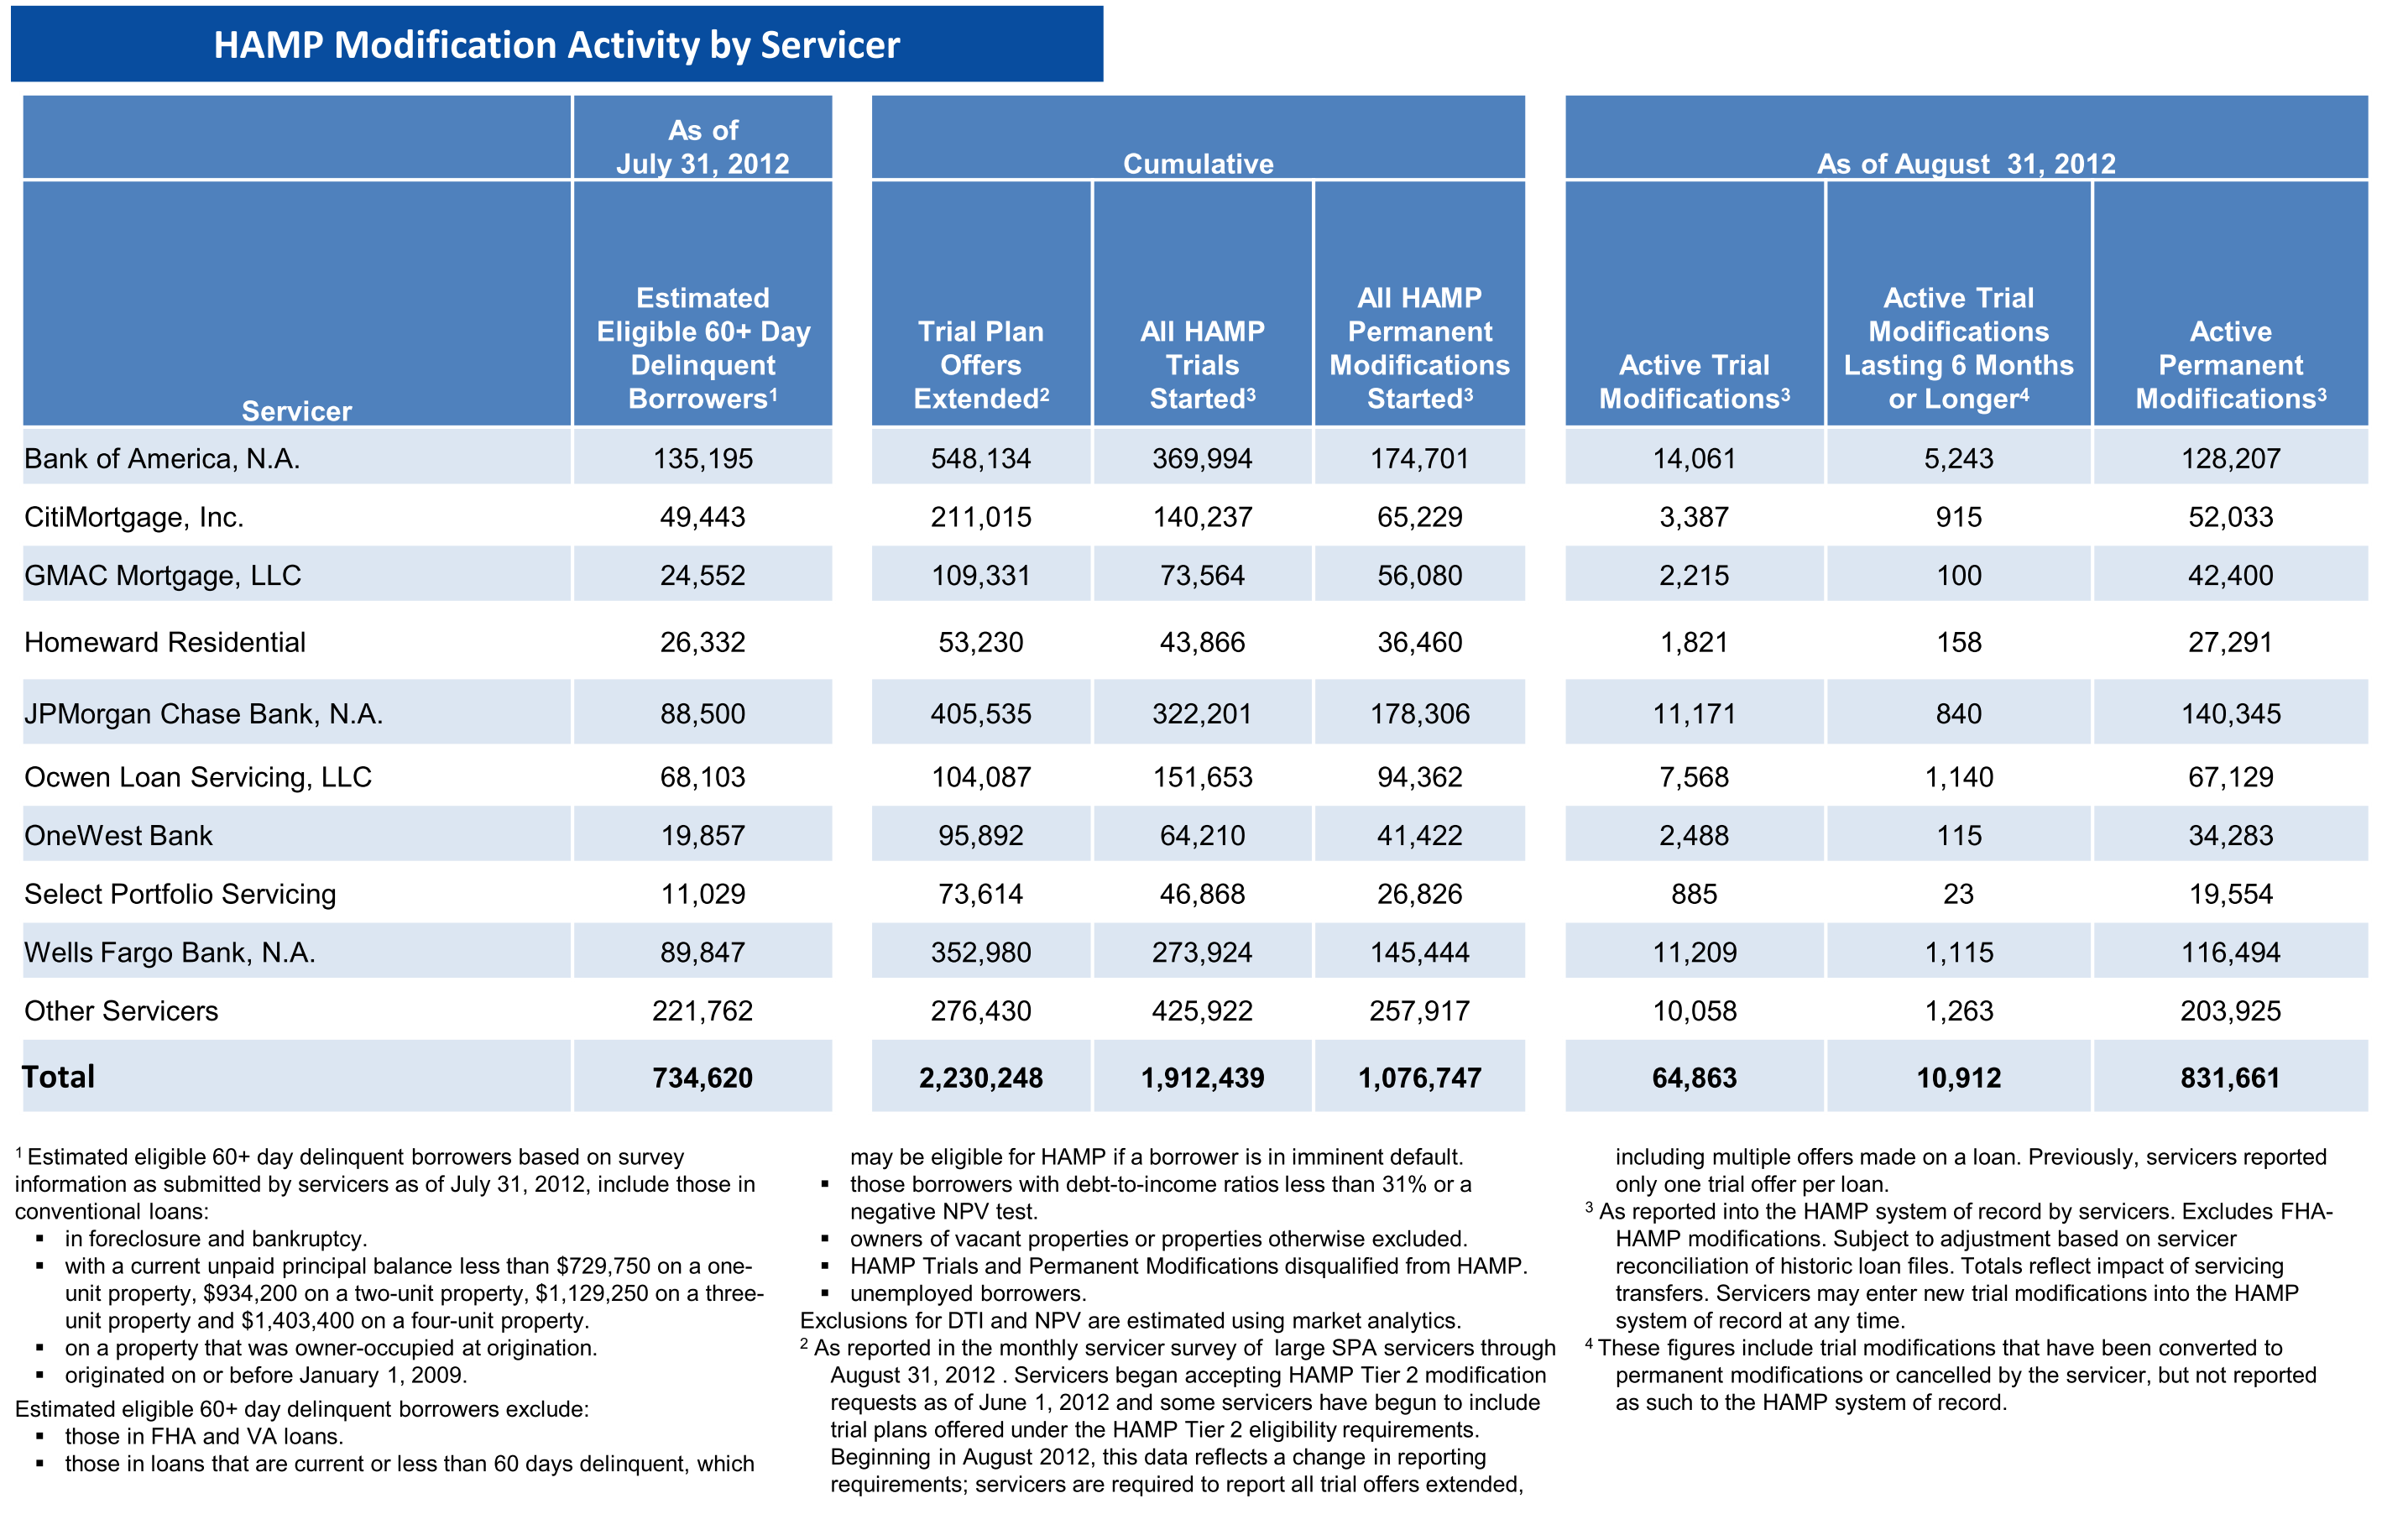 HAMP Modification Activity by Servicer
As of
July 31, 2012
Cumulative
As of August 31, 2012
Servicer
Estimated
Eligible 60+ Day
Delinquent
Borrowers¹
Trial Plan
Offers
Extended²
All HAMP
Trials
Started³
All HAMP
Permanent
Modifications
Started³
Active Trial
Modifications³
Active Trial
Modifications
Lasting 6 Months
or Longer⁴
Active
Permanent
Modifications³
Bank of America, N.A. 135,195 548,134 369,994 174,701 14,061 5,243 128,207
CitiMortgage, Inc. 49,443 211,015 140,237 65,229 3,387 915 52,033
GMAC Mortgage, LLC 24,552 109,331 73,564 56,080 2,215 100 42,400
Homeward Residential 26,332 53,230 43,866 36,460 1,821 158 27,291
JPMorgan Chase Bank, N.A. 88,500 405,535 322,201 178,306 11,171 840 140,345
Ocwen Loan Servicing, LLC 68,103 104,087 151,653 94,362 7,568 1,140 67,129
OneWest Bank 19,857 95,892 64,210 41,422 2,488 115 34,283
Select Portfolio Servicing 11,029 73,614 46,868 26,826 885 23 19,554
Wells Fargo Bank, N.A. 89,847 352,980 273,924 145,444 11,209 1,115 116,494
Other Servicers 221,762 276,430 425,922 257,917 10,058 1,263 203,925
Total 734,620 2,230,248 1,912,439 1,076,747 64,863 10,912 831,661
¹ Estimated eligible 60+ day delinquent borrowers based on survey
information as submitted by servicers as of July 31, 2012, include those in
conventional loans:
▪ in foreclosure and bankruptcy.
▪ with a current unpaid principal balance less than $729,750 on a one-
unit property, $934,200 on a two-unit property, $1,129,250 on a three-
unit property and $1,403,400 on a four-unit property.
▪ on a property that was owner-occupied at origination.
▪ originated on or before January 1, 2009.
Estimated eligible 60+ day delinquent borrowers exclude:
▪ those in FHA and VA loans.
▪ those in loans that are current or less than 60 days delinquent, which
may be eligible for HAMP if a borrower is in imminent default.
▪ those borrowers with debt-to-income ratios less than 31% or a
negative NPV test.
▪ owners of vacant properties or properties otherwise excluded.
▪ HAMP Trials and Permanent Modifications disqualified from HAMP.
▪ unemployed borrowers.
Exclusions for DTI and NPV are estimated using market analytics.
² As reported in the monthly servicer survey of large SPA servicers through
August 31, 2012 . Servicers began accepting HAMP Tier 2 modification
requests as of June 1, 2012 and some servicers have begun to include
trial plans offered under the HAMP Tier 2 eligibility requirements.
Beginning in August 2012, this data reflects a change in reporting
requirements; servicers are required to report all trial offers extended,
including multiple offers made on a loan. Previously, servicers reported
only one trial offer per loan.
³ As reported into the HAMP system of record by servicers. Excludes FHA-
HAMP modifications. Subject to adjustment based on servicer
reconciliation of historic loan files. Totals reflect impact of servicing
transfers. Servicers may enter new trial modifications into the HAMP
system of record at any time.
⁴ These figures include trial modifications that have been converted to
permanent modifications or cancelled by the servicer, but not reported
as such to the HAMP system of record.